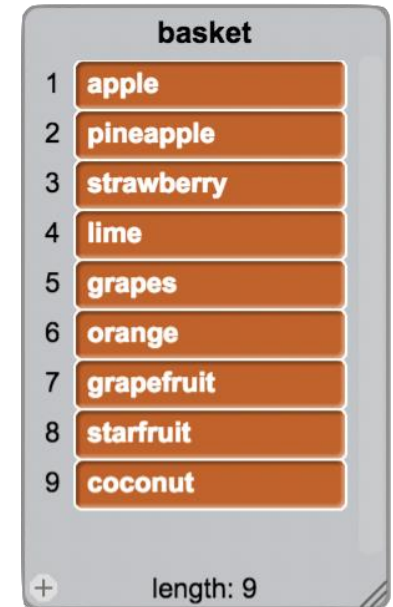 basket
1 apple
2 pineapple
3 strawberry
4 lime
5 grapes
6 orange
7 grapefruit
8 starfruit
9 coconut
+ length: 9